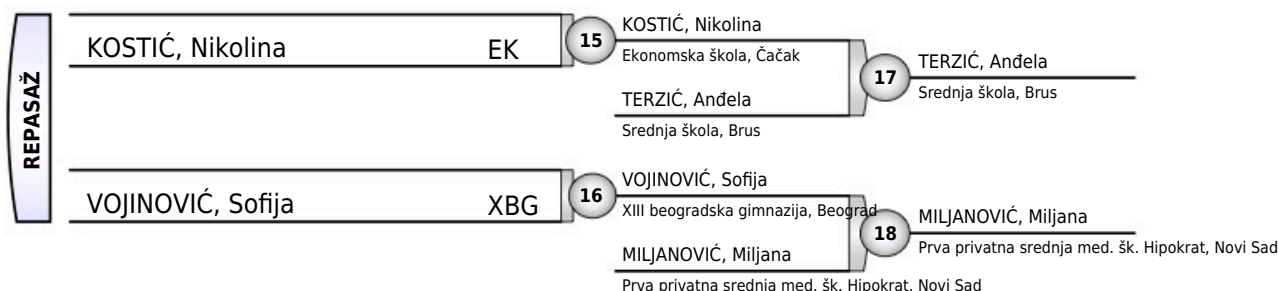 REPASAŽ
KOSTIĆ, Nikolina EK
15
KOSTIĆ, Nikolina
Ekonomska škola, Čačak
TERZIĆ, Anđela
Srednja škola, Brus
17
TERZIĆ, Anđela
Srednja škola, Brus
VOJINOVIĆ, Sofija XBG
16
VOJINOVIĆ, Sofija
XIII beogradska gimnazija, Beograd
MILJANOVIĆ, Miljana
Prva privatna srednja med. šk. Hipokrat, Novi Sad
18
MILJANOVIĆ, Miljana
Prva privatna srednja med. šk. Hipokrat, Novi Sad